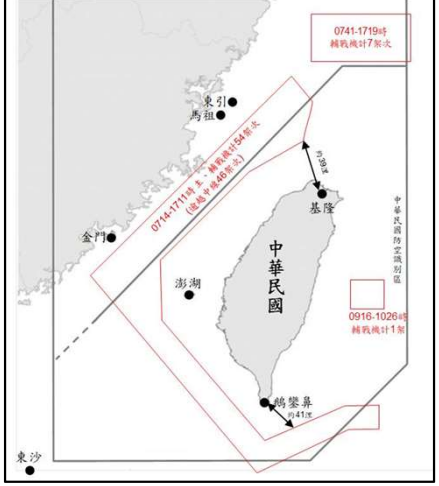 0741-1719時
輔戰機計7架次
東引
馬祖
0714-1711時主、輔戰機計54架次
(逾越中線46架次)
約39浬
基隆
金門
中華民國防空識別區
中華民國
澎湖
0916-1026時
輔戰機計1架
鵝鑾鼻
約41浬
東沙